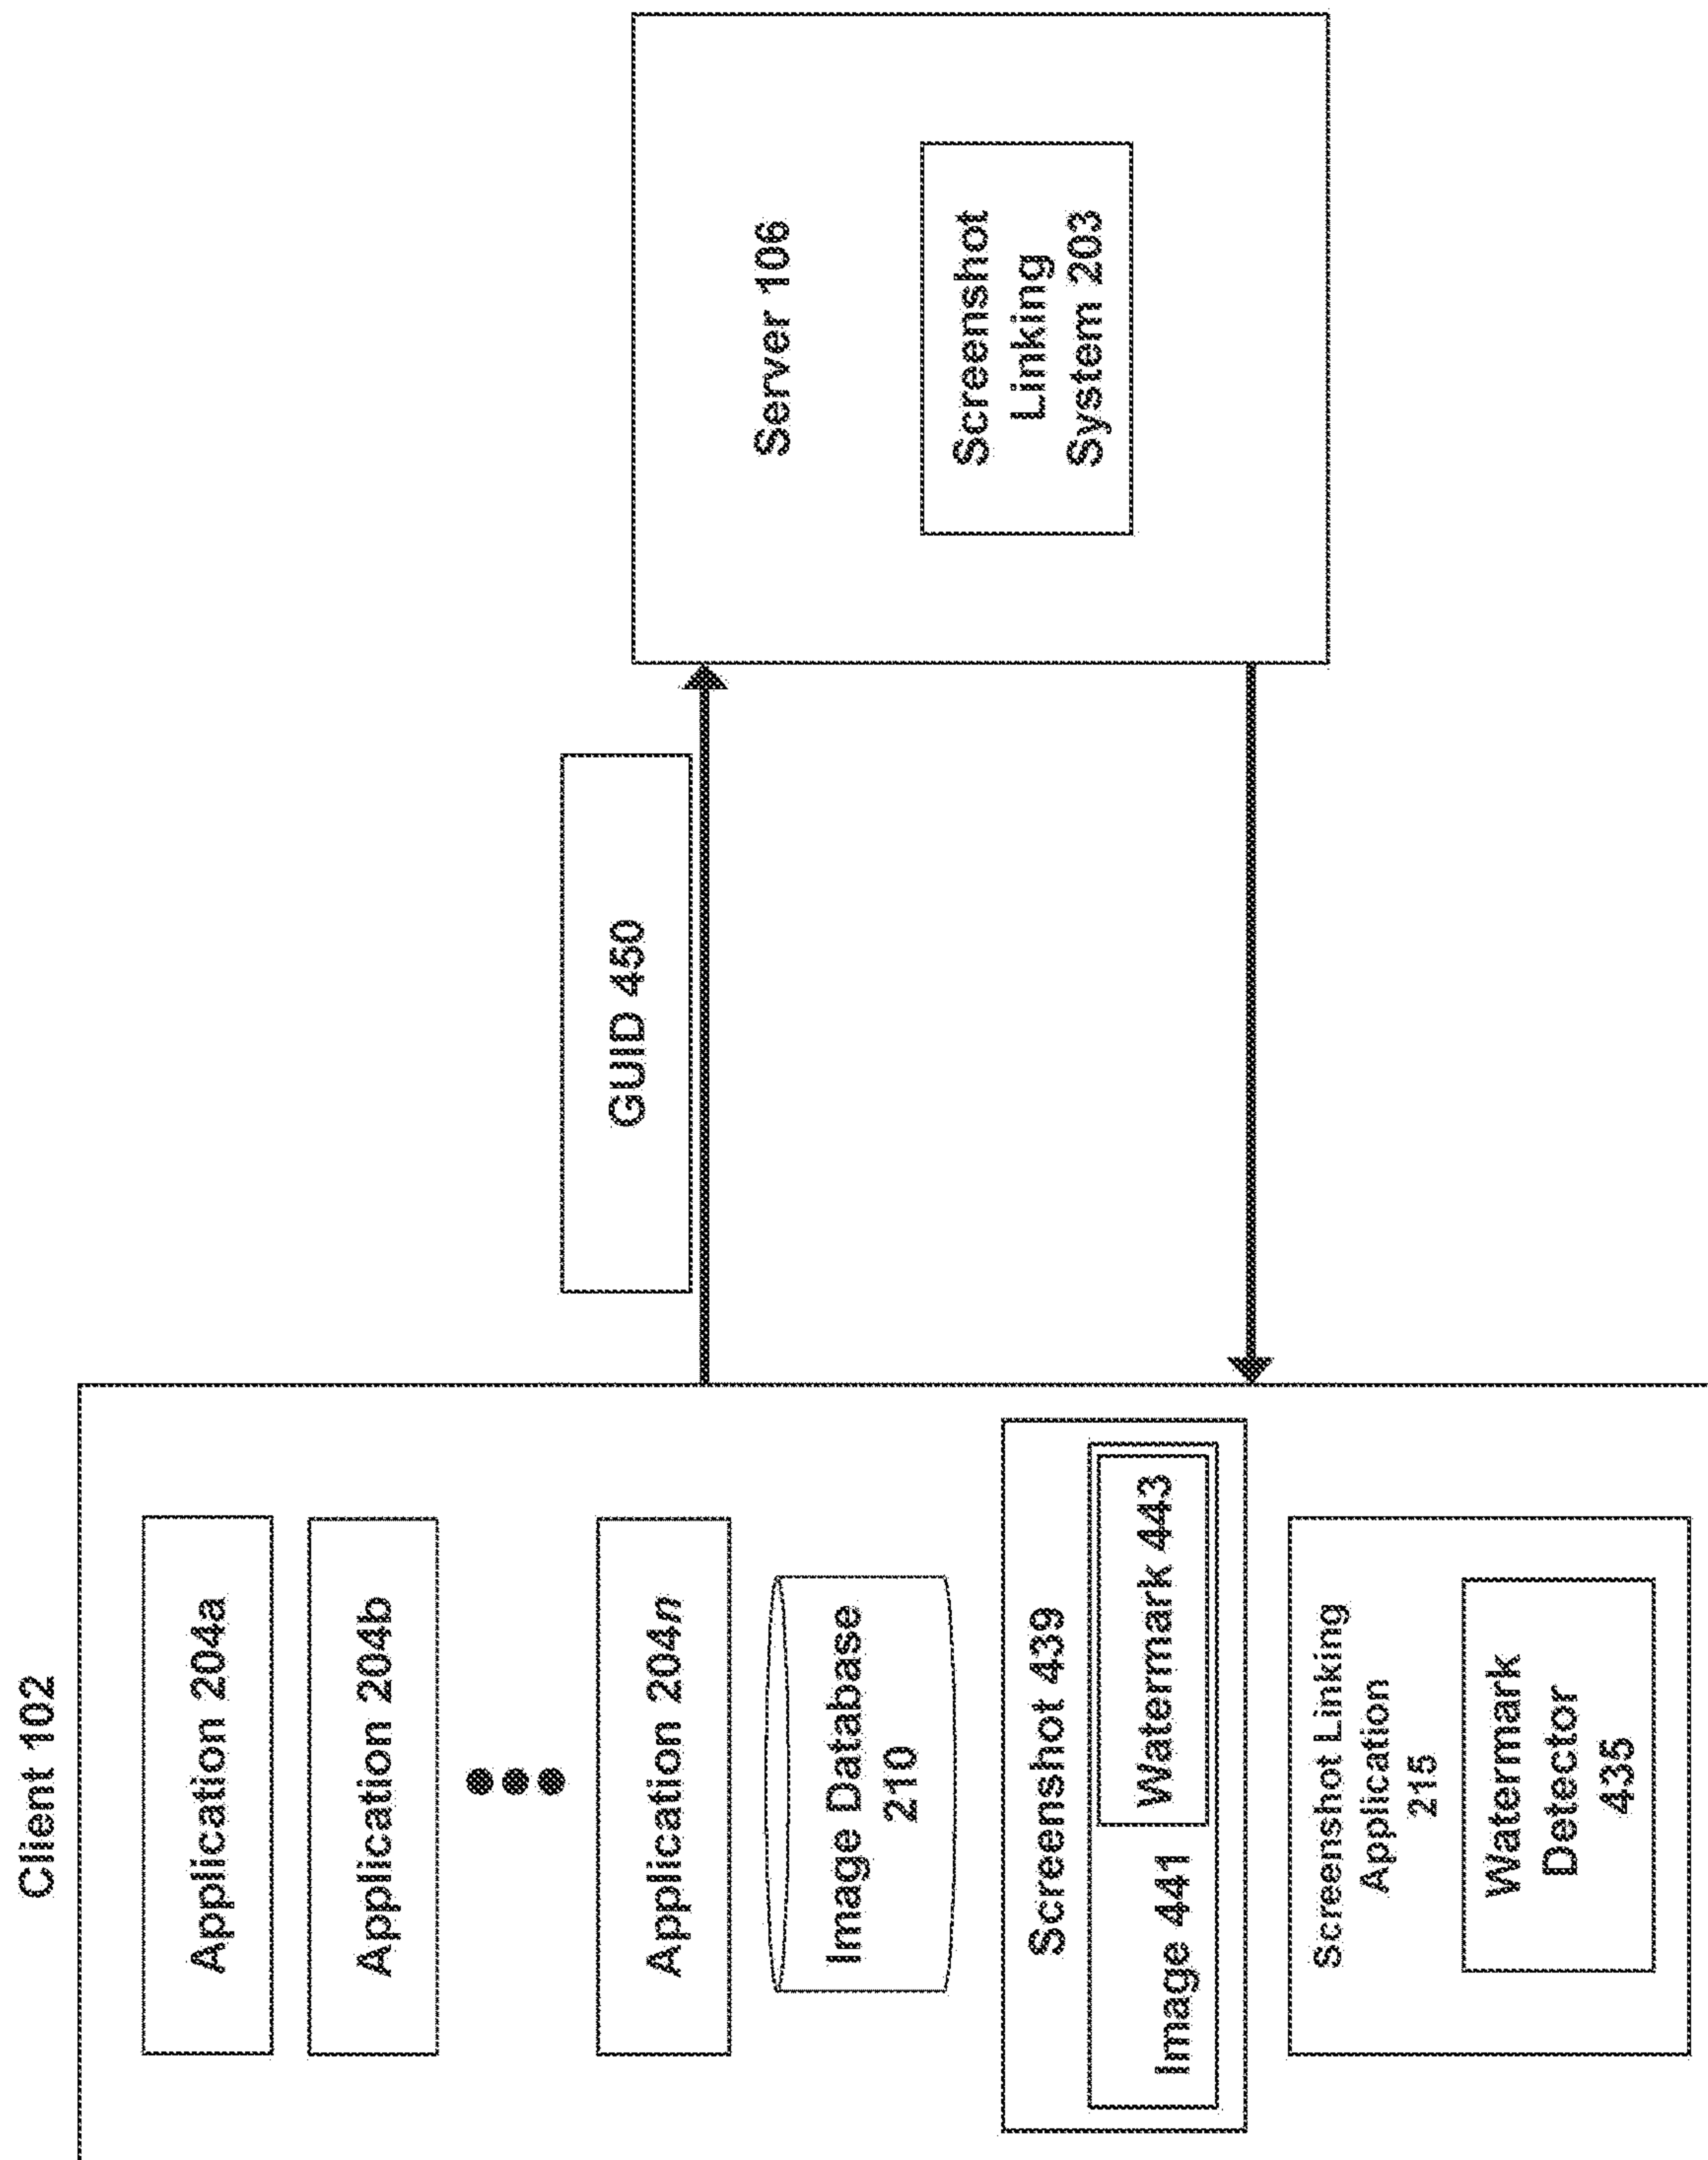 Client 102
Application 204a
Application 204b
Application 204n
Image Database
210
Screenshot 439
Image 441
Watermark 443
Screenshot Linking
Application
215
Watermark
Detector
435
GUID 450
Server 106
Screenshot
Linking
System 203